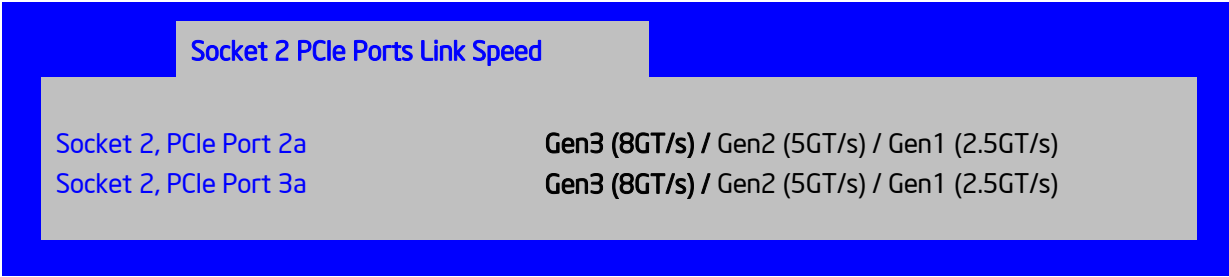 Socket 2 PCIe Ports Link Speed
Socket 2, PCIe Port 2a Gen3 (8GT/s) / Gen2 (5GT/s) / Gen1 (2.5GT/s)
Socket 2, PCIe Port 3a Gen3 (8GT/s) / Gen2 (5GT/s) / Gen1 (2.5GT/s)